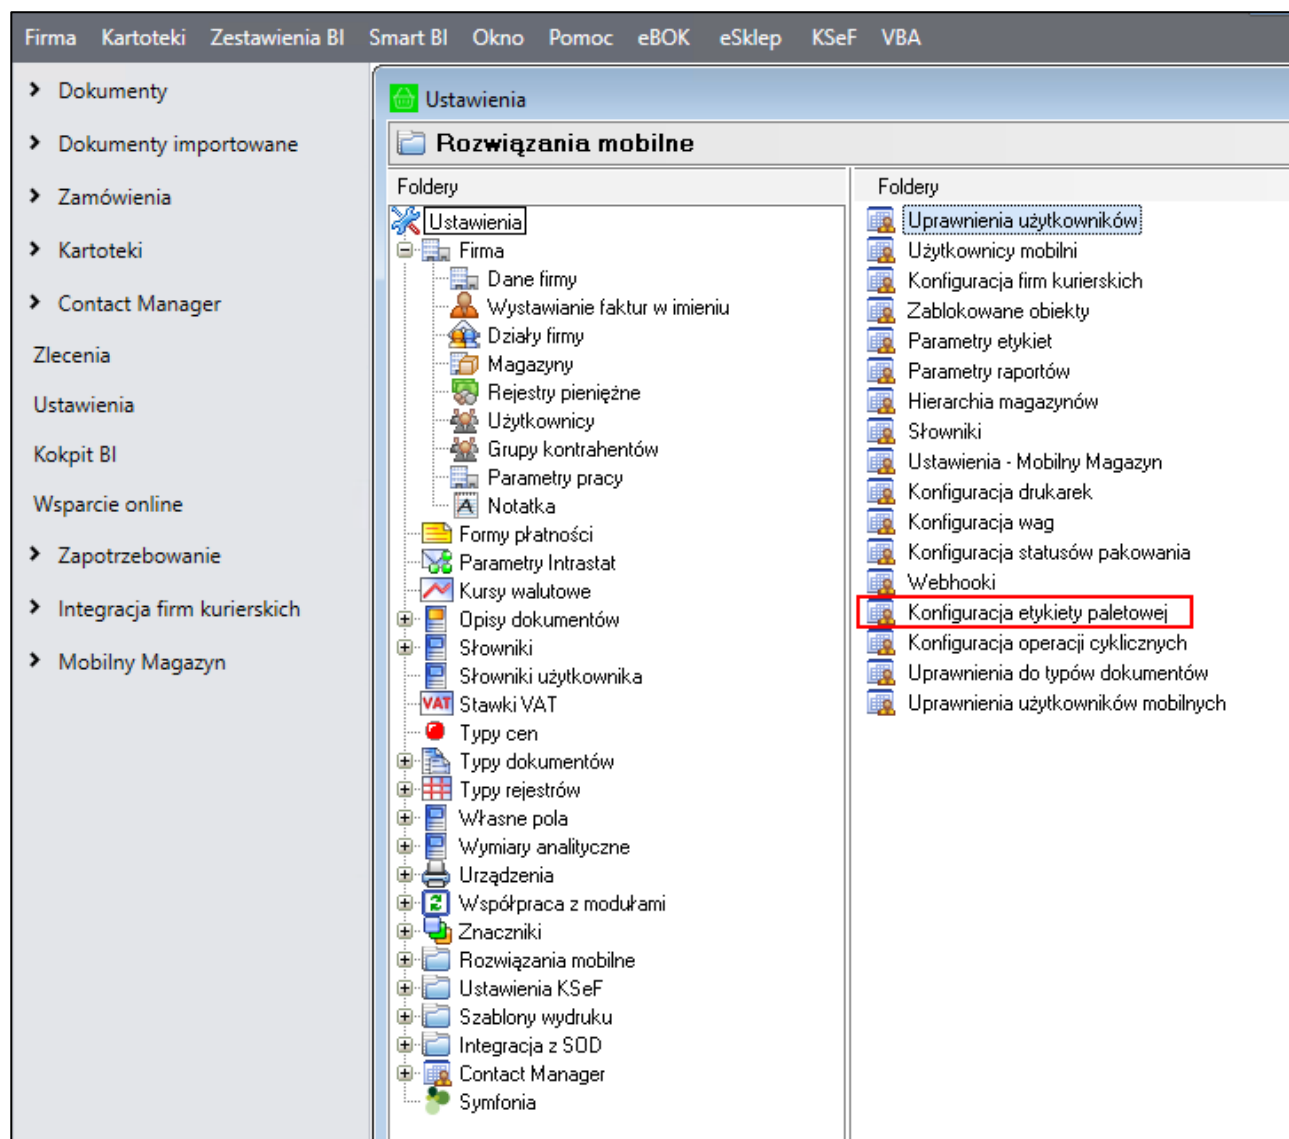 Firma Kartoteki Zestawienia BI Smart BI Okno Pomoc eBOK eSklep KSeF VBA
Dokumenty
Dokumenty importowane
Zamówienia
Kartoteki
Contact Manager
Zlecenia
Ustawienia
Kokpit BI
Wsparcie online
Zapotrzebowanie
Integracja firm kurierskich
Mobilny Magazyn
Ustawienia
Rozwiązania mobilne
Foldery
Ustawienia
Firma
Dane firmy
Wystawianie faktur w imieniu
Działy firmy
Magazyny
Rejestry pieniężne
Użytkownicy
Grupy kontrahentów
Parametry pracy
Notatka
Formy płatności
Parametry Intrastat
Kursy walutowe
Opisy dokumentów
Słowniki
Słowniki użytkownika
VAT Stawki VAT
Typy cen
Typy dokumentów
Typy rejestrów
Własne pola
Wymiary analityczne
Urządzenia
Współpraca z modułami
Znaczniki
Rozwiązania mobilne
Ustawienia KSeF
Szablony wydruku
Integracja z SOD
Contact Manager
Symfonia
Foldery
Uprawnienia użytkowników
Użytkownicy mobilni
Konfiguracja firm kurierskich
Zablokowane obiekty
Parametry etykiet
Parametry raportów
Hierarchia magazynów
Słowniki
Ustawienia - Mobilny Magazyn
Konfiguracja drukarek
Konfiguracja wag
Konfiguracja statusów pakowania
Webhooki
Konfiguracja etykiety paletowej
Konfiguracja operacji cyklicznych
Uprawnienia do typów dokumentów
Uprawnienia użytkowników mobilnych